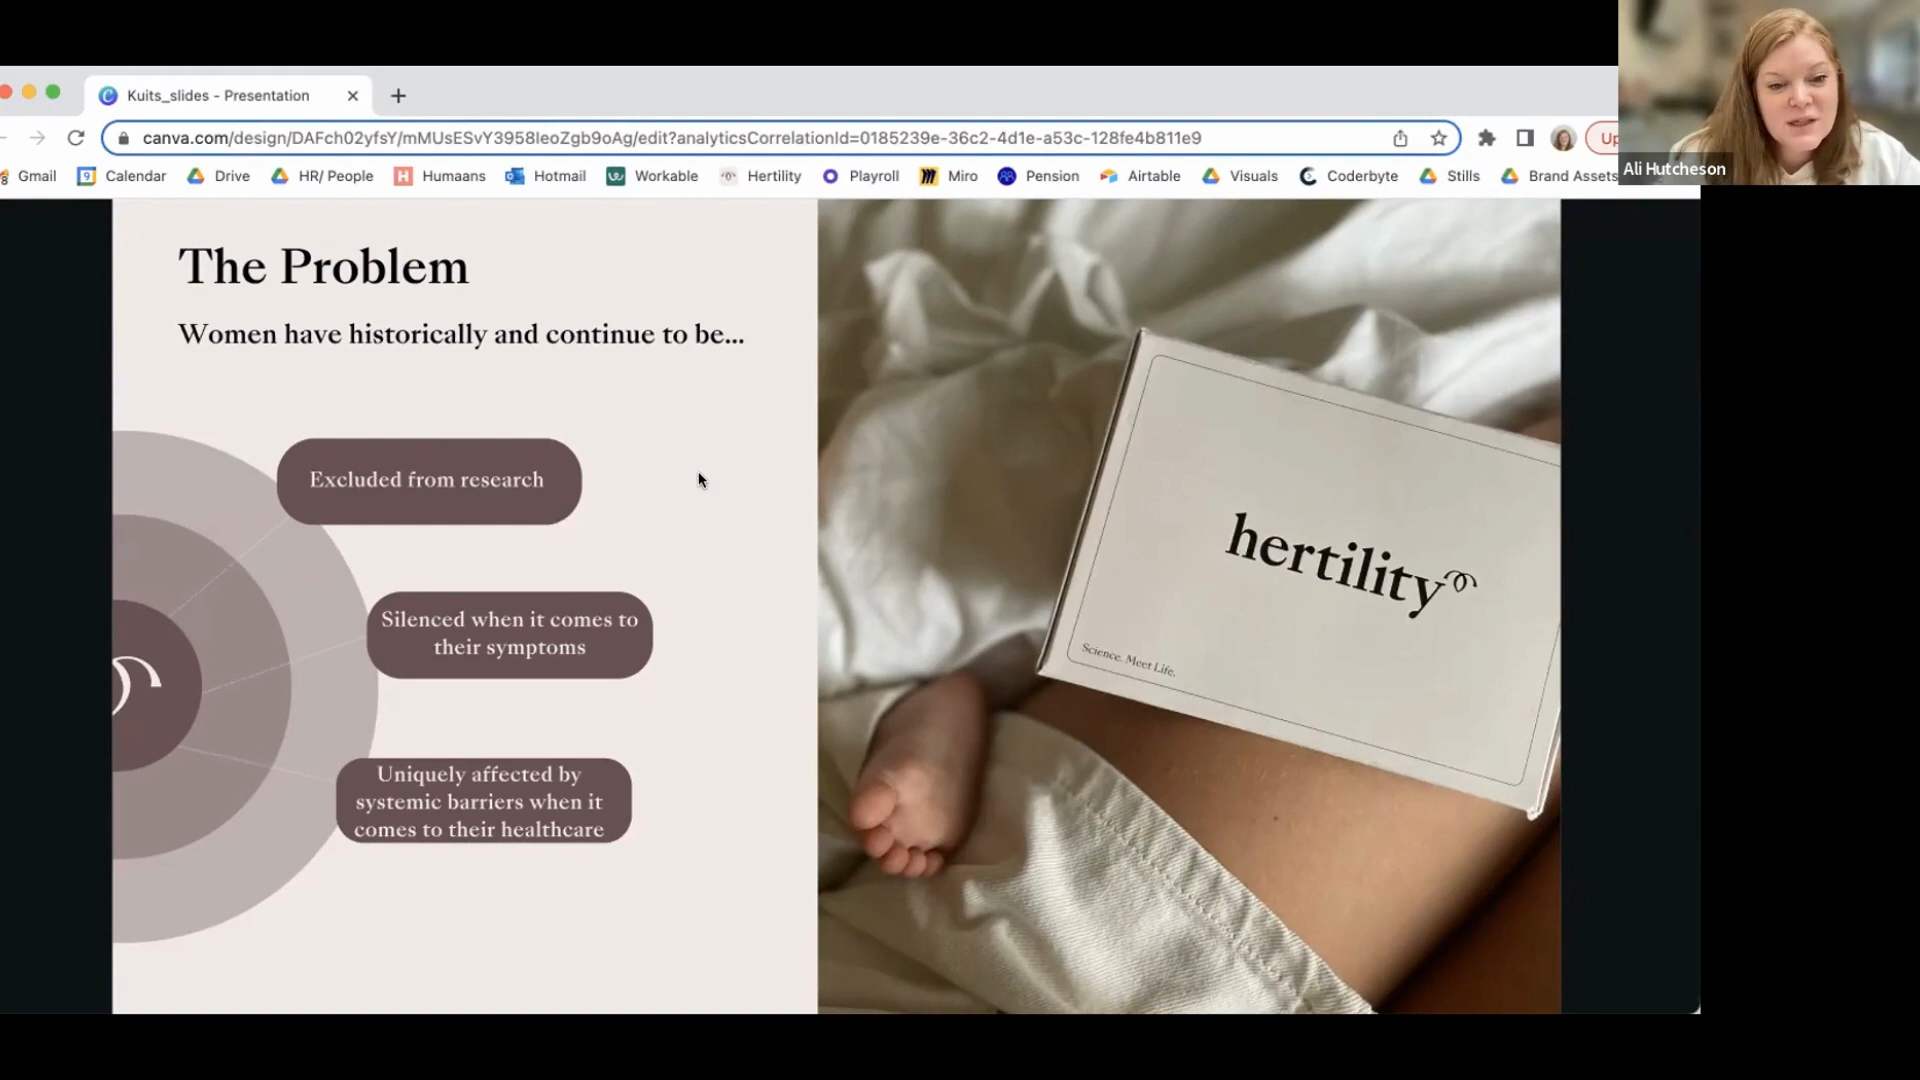 Kuits_slides - Presentation
canva.com/design/DAFch02yfsY/mMUsESvY3958leoZgb9oAg/edit?analyticsCorrelationId=0185239e-36c2-4d1e-a53c-128fe4b811e9
Up
Gmail
9
Calendar
Drive
HR/ People
H
Humaans
Hotmail
Workable
Hertility
Playroll
Miro
Pension
Airtable
Visuals
Coderbyte
Stills
Brand Assets
Ali Hutcheson
The Problem
Women have historically and continue to be...
Excluded from research
Silenced when it comes to
their symptoms
Uniquely affected by
systemic barriers when it
comes to their healthcare
hertility
Science. Meet Life.